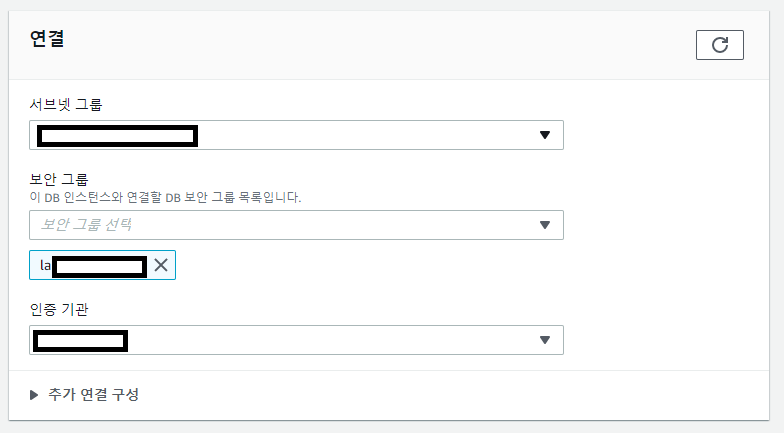 연결
서브넷 그룹
보안 그룹
이 DB 인스턴스와 연결할 DB 보안 그룹 목록입니다.
보안 그룹 선택
la
인증 기관
추가 연결 구성